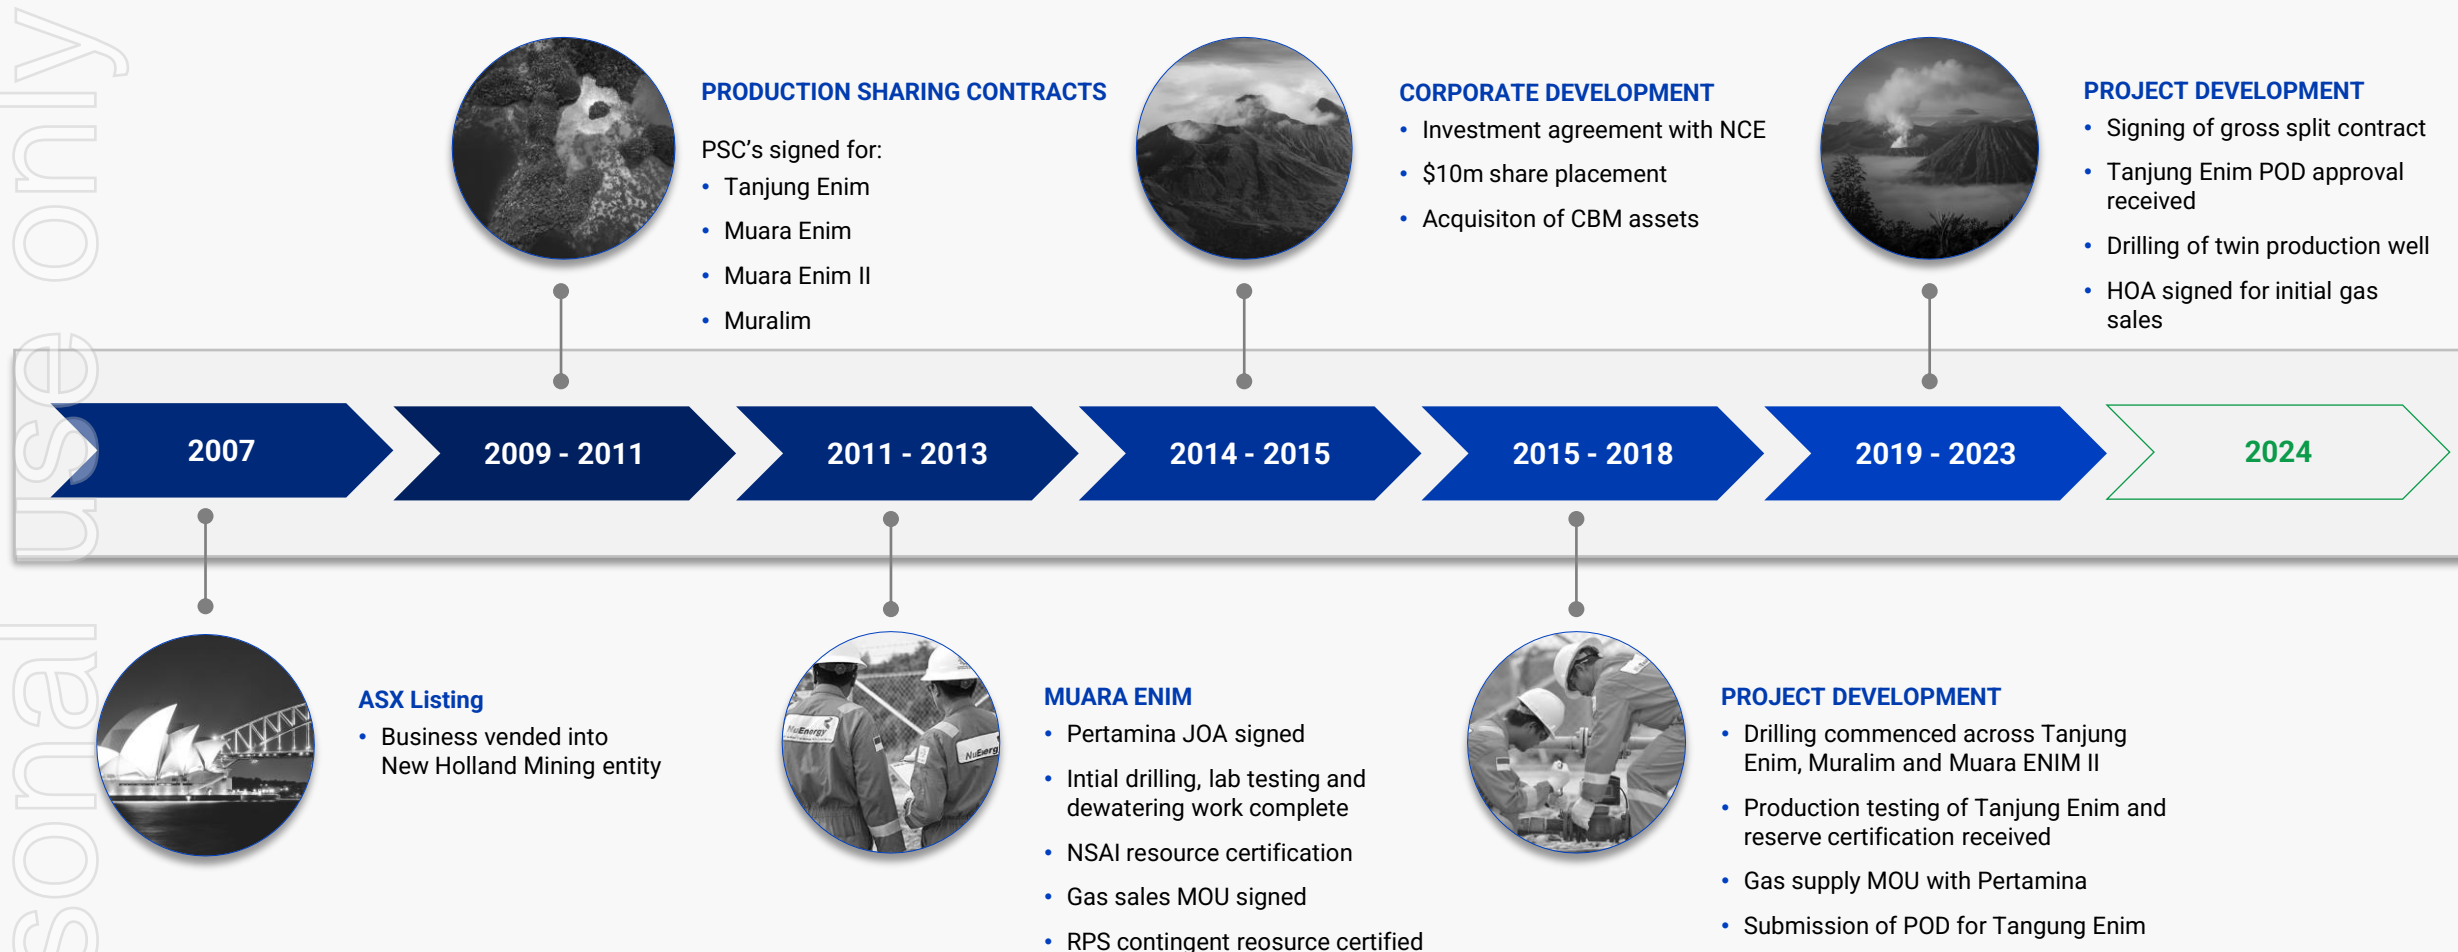 PRODUCTION SHARING CONTRACTS
PSC's signed for:
• Tanjung Enim
• Muara Enim
• Muara Enim II
• Muralim
CORPORATE DEVELOPMENT
• Investment agreement with NCE
• $10m share placement
• Acquisiton of CBM assets
PROJECT DEVELOPMENT
• Signing of gross split contract
• Tanjung Enim POD approval
received
• Drilling of twin production well
• HOA signed for initial gas
sales
2007
2009 - 2011
2011 - 2013
2014 - 2015
2015 - 2018
2019 - 2023
2024
ASX Listing
• Business vended into
New Holland Mining entity
NuEnergy
NuEnerg
MUARA ENIM
• Pertamina JOA signed
• Intial drilling, lab testing and
dewatering work complete
• NSAI resource certification
• Gas sales MOU signed
• RPS contingent reosurce certified
PROJECT DEVELOPMENT
• Drilling commenced across Tanjung
Enim, Muralim and Muara ENIM II
• Production testing of Tanjung Enim and
reserve certification received
• Gas supply MOU with Pertamina
• Submission of POD for Tangung Enim
sonal use only